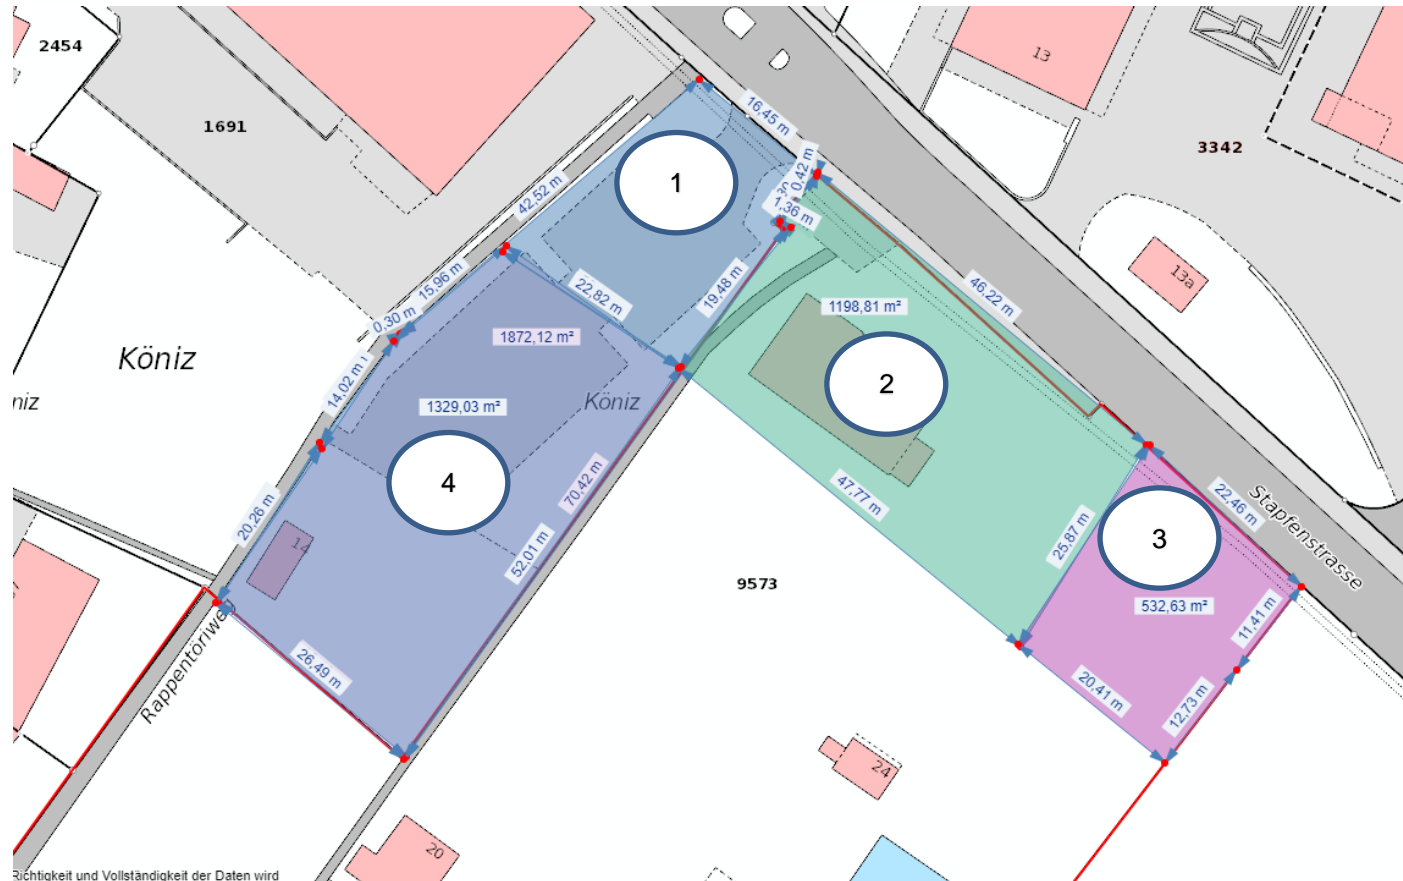 2454
1691
13
3342
16,45 m
1
0,42 m
1,36 m
42,52 m
15,96 m
0,30 m
22,82 m
19,48 m
13a
46,22 m
1198,81 m²
1872,12 m²
Köniz
14,02 m
2
niz
1329,03 m²
Köniz
4
70,42 m
47,77 m
22,46 m
Stapfenstrasse
20,26 m
52,01 m
25,87 m
3
14
9573
532,63 m²
11,41 m
Rappentöriwe
26,49 m
20,41 m
12,73 m
24
20
Richtigkeit und Vollständigkeit der Daten wird